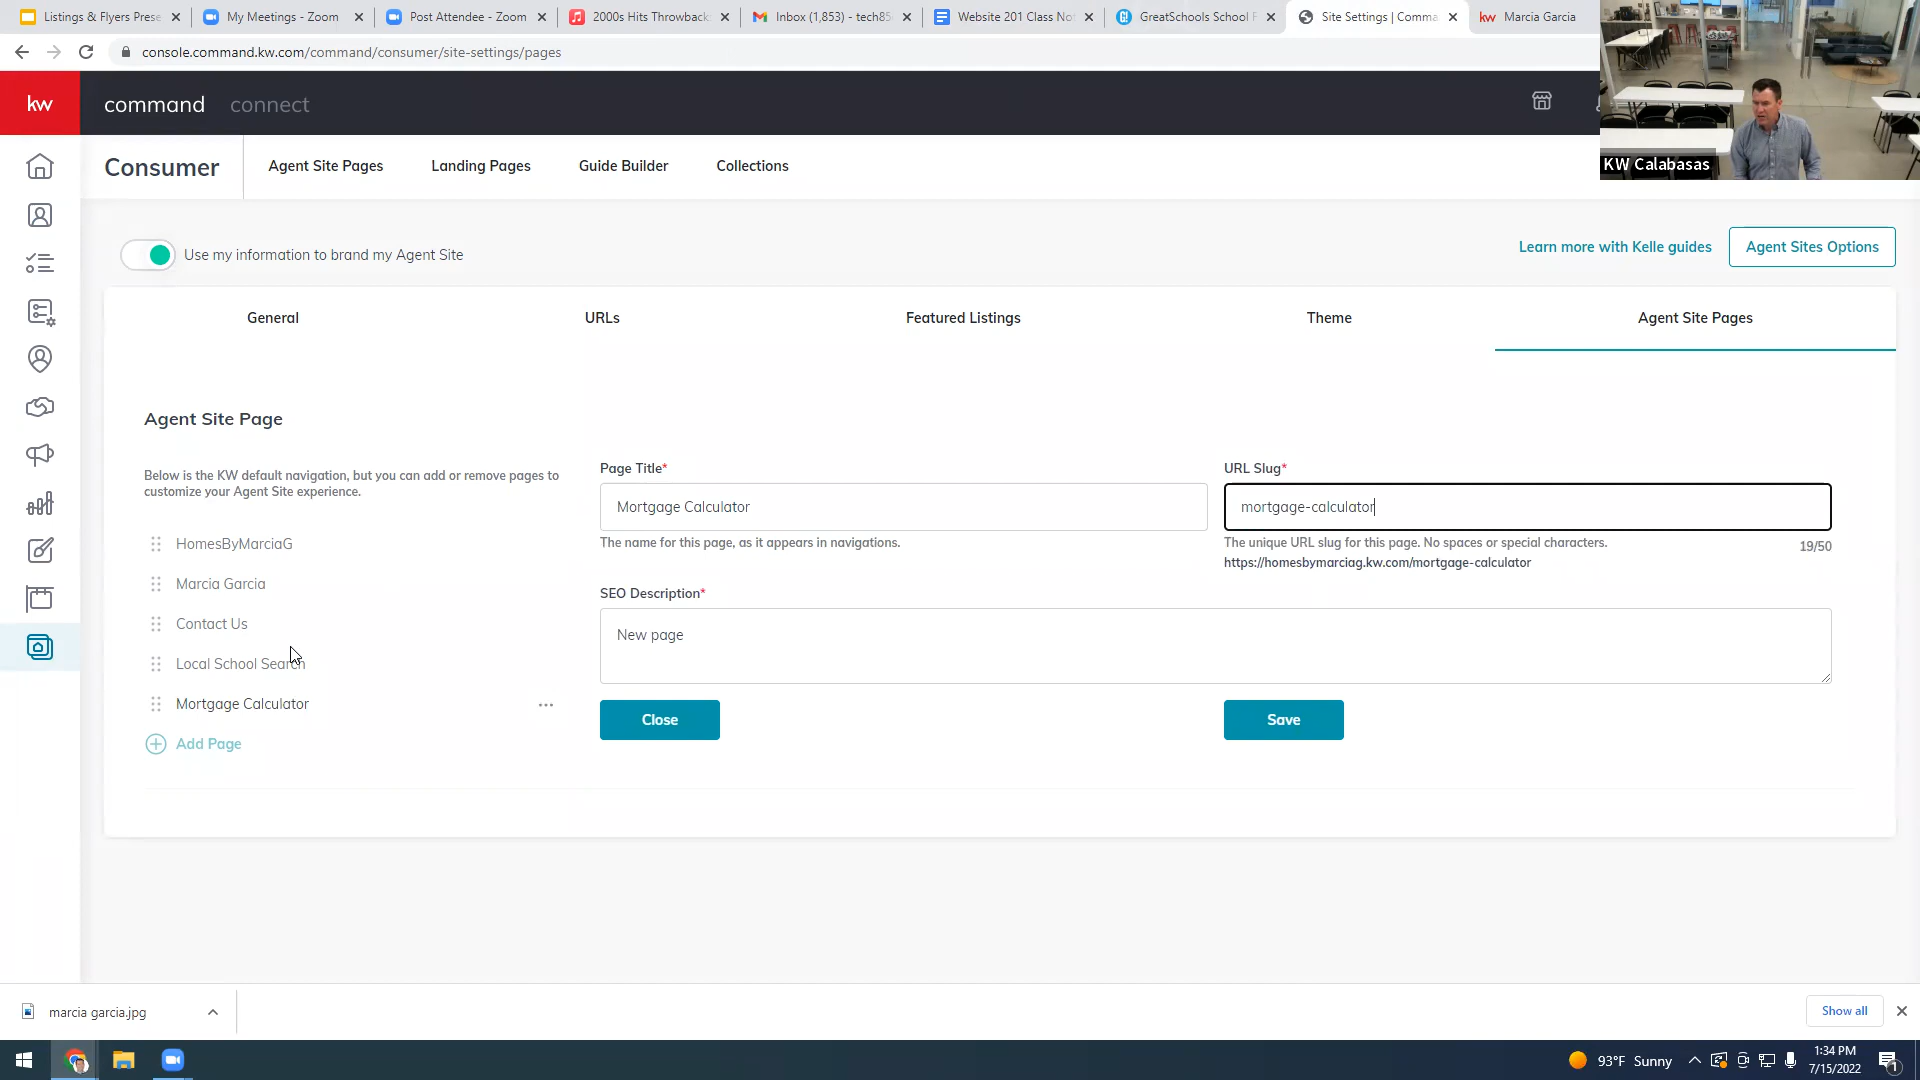 Listings & Flyers Prese
My Meetings - Zoom
Post Attendee - Zoom
2000s Hits Throwback
Inbox (1,853) - tech85
Website 201 Class No
GreatSchools School F
Site Settings | Comma
kw Marcia Garcia
console.command.kw.com/command/consumer/site-settings/pages
kw
command connect
KW Calabasas
Consumer
Agent Site Pages
Landing Pages
Guide Builder
Collections
Use my information to brand my Agent Site
Learn more with Kelle guides
Agent Sites Options
General
URLs
Featured Listings
Theme
Agent Site Pages
Agent Site Page
Below is the KW default navigation, but you can add or remove pages to
customize your Agent Site experience.
HomesByMarciaG
Marcia Garcia
Contact Us
Local School Search
Mortgage Calculator
Add Page
Page Title*
Mortgage Calculator
The name for this page, as it appears in navigations.
URL Slug*
mortgage-calculator
The unique URL slug for this page. No spaces or special characters.
19/50
https://homesbymarciag.kw.com/mortgage-calculator
SEO Description*
New page
Close
Save
marcia garcia.jpg
Show all
93°F Sunny
1:34 PM
7/15/2022
1